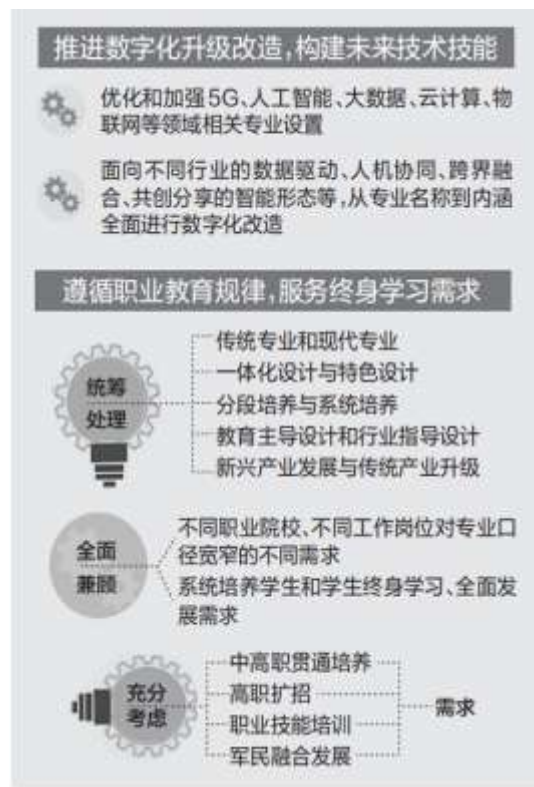 推进数字化升级改造，构建未来技术技能
优化和加强5G、人工智能、大数据、云计算、物
联网等领域相关专业设置
面向不同行业的数据驱动、人机协同、跨界融
合、共创分享的智能形态等，从专业名称到内涵
全面进行数字化改造
遵循职业教育规律，服务终身学习需求
统筹
处理
传统专业和现代专业
一体化设计与特色设计
分段培养与系统培养
教育主导设计和行业指导设计
新兴产业发展与传统产业升级
全面
兼顾
不同职业院校、不同工作岗位对专业口
径宽窄的不同需求
系统培养学生和学生终身学习、全面发
展需求
充分
考虑
中高职贯通培养
高职扩招
职业技能培训
军民融合发展
需求